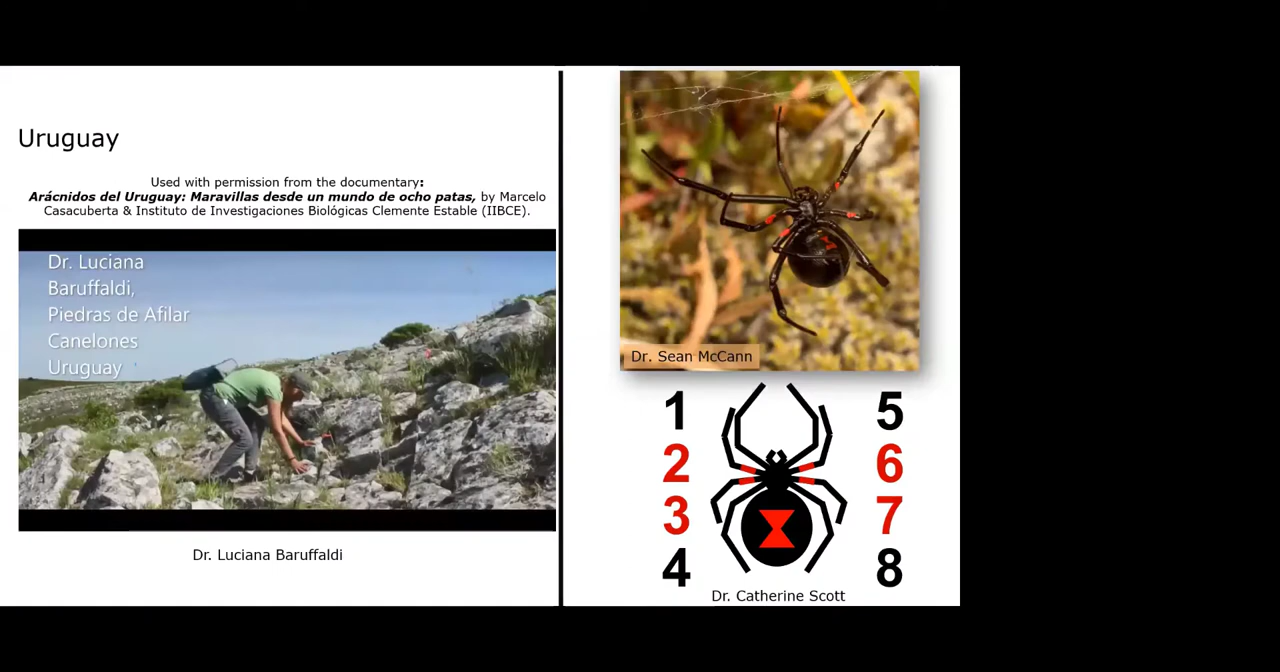 Uruguay
Used with permission from the documentary:
Arácnidos del Uruguay: Maravillas desde un mundo de ocho patas, by Marcelo
Casacuberta & Instituto de Investigaciones Biológicas Clemente Estable (IIBCE).
Dr. Luciana
Baruffaldi,
Piedras de Afilar
Canelones
Uruguay
Dr. Luciana Baruffaldi
Dr. Sean McCann
1 5
2 6
3 7
4 8
Dr. Catherine Scott